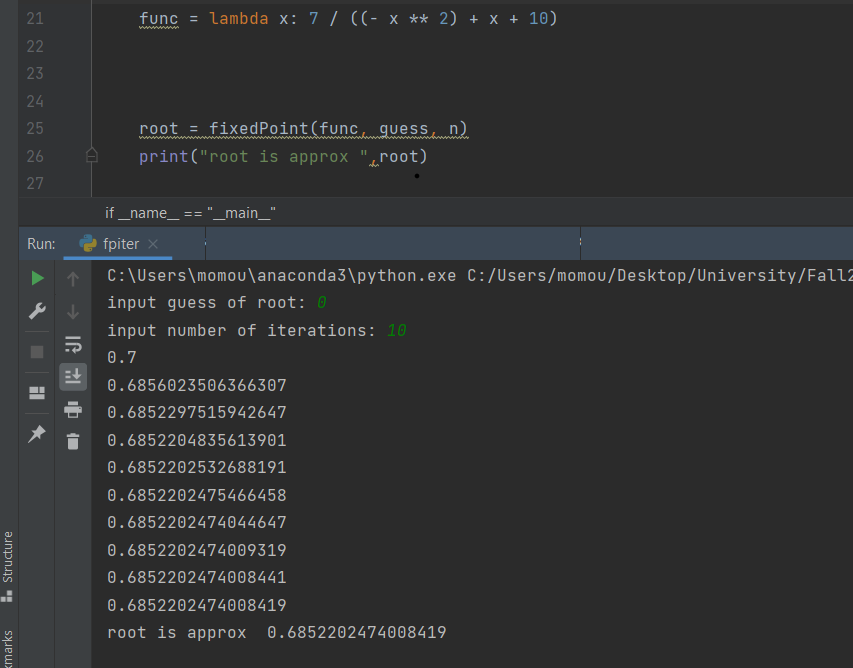 21 func = lambda x: 7 / ((- x ** 2) + x + 10)
22
23
24
25 root = fixedPoint(func, guess, n)
26 print("root is approx ",root)
27
if __name__ == "__main__"
Run: fpiter
C:\Users\momou\anaconda3\python.exe C:/Users/momou/Desktop/University/Fall2
input guess of root: 0
input number of iterations: 10
0.7
0.6856023506366307
0.6852297515942647
0.6852204835613901
0.6852202532688191
0.6852202475466458
0.6852202474044647
0.6852202474009319
0.6852202474008441
0.6852202474008419
root is approx  0.6852202474008419
Structure
kmarks